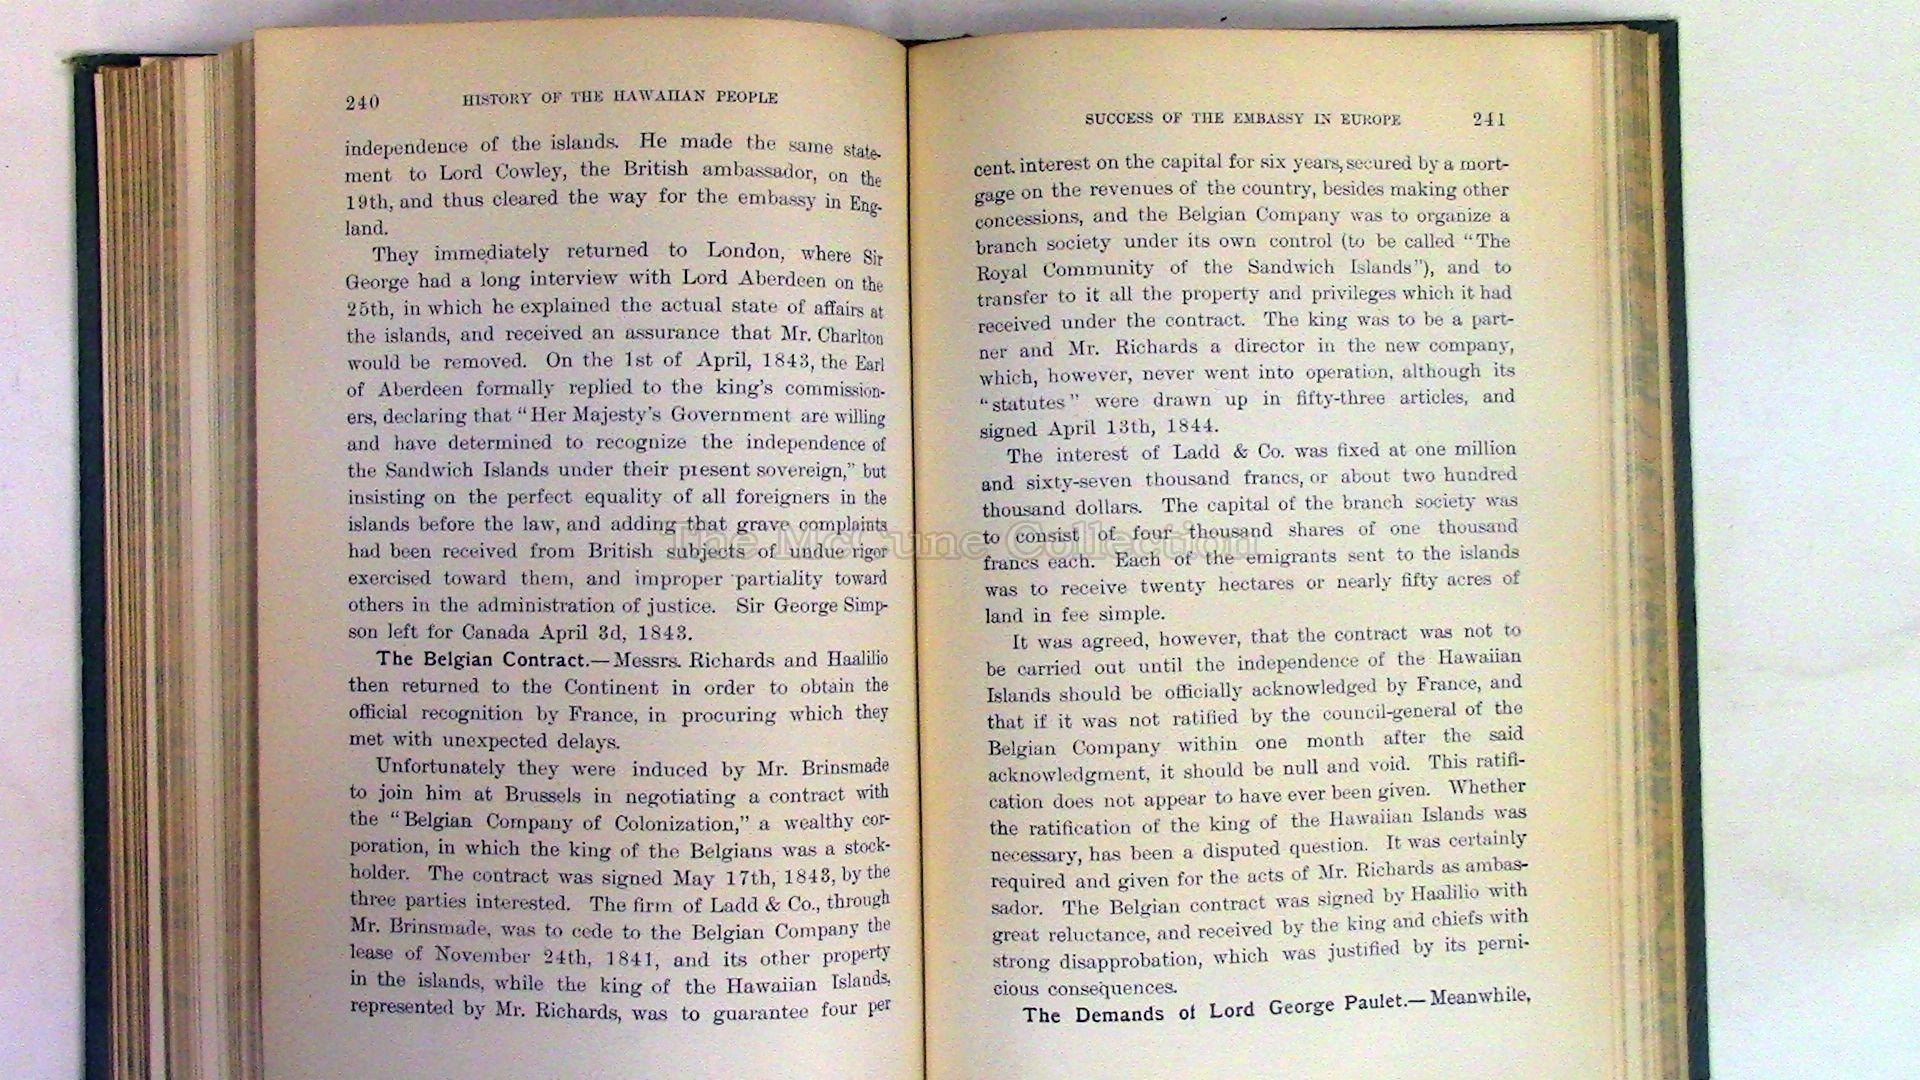 240
HISTORY OF THE HAWAIIAN PEOPLE
independence of the islands. He made the same state-
ment to Lord Cowley, the British ambassador, on the
19th, and thus cleared the way for the embassy in Eng-
land.
They immediately returned to London, where Sir
George had a long interview with Lord Aberdeen on the
25th, in which he explained the actual state of affairs at
the islands, and received an assurance that Mr. Charlton
would be removed. On the 1st of April, 1843, the Earl
of Aberdeen formally replied to the king's commission-
ers, declaring that "Her Majesty's Government are willing
and have determined to recognize the independence of
the Sandwich Islands under their present sovereign," but
insisting on the perfect equality of all foreigners in the
islands before the law, and adding that grave complaints
had been received from British subjects of undue rigor
exercised toward them, and improper partiality toward
others in the administration of justice. Sir George Simp-
son left for Canada April 3d, 1843.
The Belgian Contract.—Messrs. Richards and Haalilio
then returned to the Continent in order to obtain the
official recognition by France, in procuring which they
met with unexpected delays.
Unfortunately they were induced by Mr. Brinsmade
to join him at Brussels in negotiating a contract with
the "Belgian Company of Colonization," a wealthy cor-
poration, in which the king of the Belgians was a stock-
holder. The contract was signed May 17th, 1843, by the
three parties interested. The firm of Ladd & Co., through
Mr. Brinsmade, was to cede to the Belgian Company the
lease of November 24th, 1841, and its other property
in the islands, while the king of the Hawaiian Islands,
represented by Mr. Richards, was to guarantee four per
SUCCESS OF THE EMBASSY IN EUROPE
241
cent. interest on the capital for six years, secured by a mort-
gage on the revenues of the country, besides making other
concessions, and the Belgian Company was to organize a
branch society under its own control (to be called "The
Royal Community of the Sandwich Islands"), and to
transfer to it all the property and privileges which it had
received under the contract. The king was to be a part-
ner and Mr. Richards a director in the new company,
which, however, never went into operation, although its
"statutes" were drawn up in fifty-three articles, and
signed April 13th, 1844.
The interest of Ladd & Co. was fixed at one million
and sixty-seven thousand francs, or about two hundred
thousand dollars. The capital of the branch society was
to consist of four thousand shares of one thousand
francs each. Each of the emigrants sent to the islands
was to receive twenty hectares or nearly fifty acres of
land in fee simple.
It was agreed, however, that the contract was not to
be carried out until the independence of the Hawaiian
Islands should be officially acknowledged by France, and
that if it was not ratified by the council-general of the
Belgian Company within one month after the said
acknowledgment, it should be null and void. This ratifi-
cation does not appear to have ever been given. Whether
the ratification of the king of the Hawaiian Islands was
necessary, has been a disputed question. It was certainly
required and given for the acts of Mr. Richards as ambas-
sador. The Belgian contract was signed by Haalilio with
great reluctance, and received by the king and chiefs with
strong disapprobation, which was justified by its perni-
cious consequences.
The Demands of Lord George Paulet.—Meanwhile,
The McCune Collection